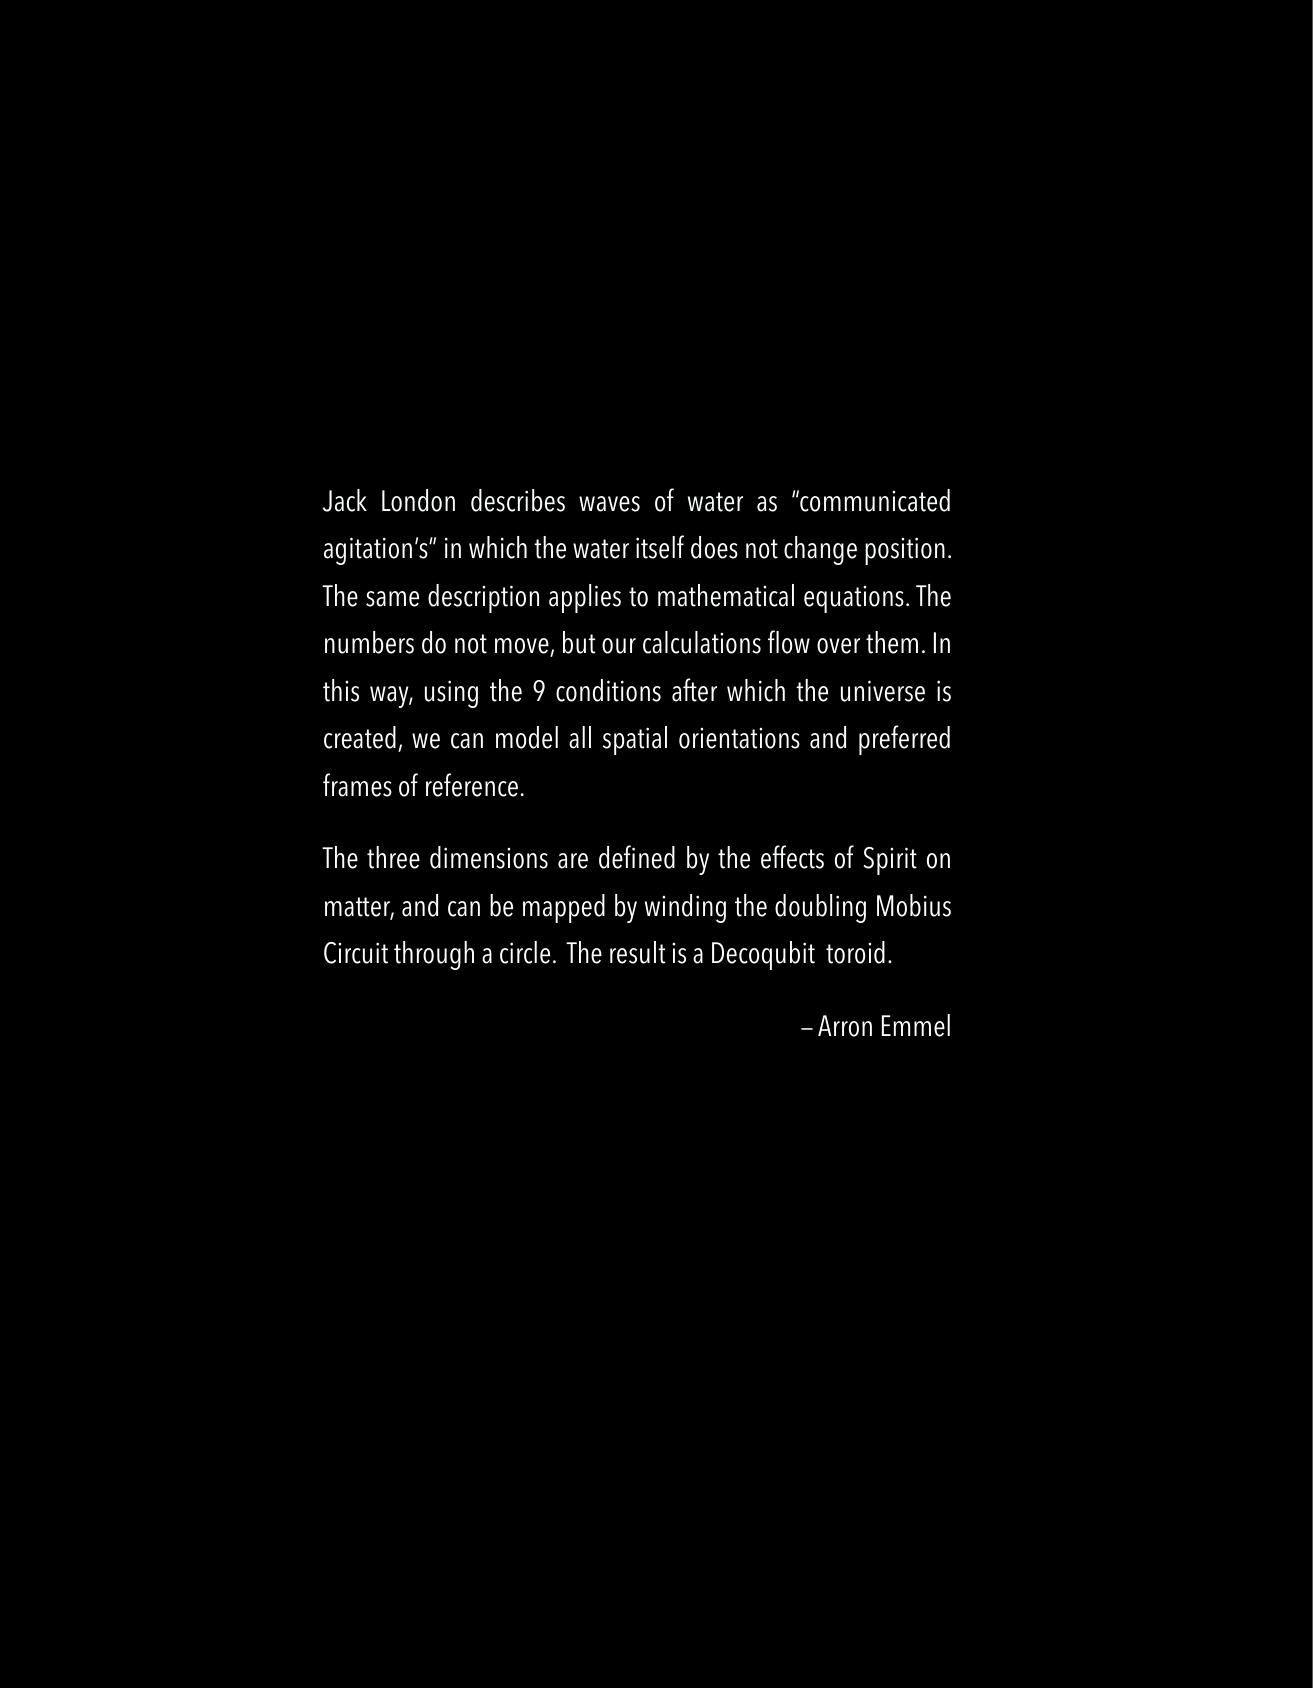 Jack London describes waves of water as “communicated
agitation’s” in which the water itself does not change position.
The same description applies to mathematical equations. The
numbers do not move, but our calculations flow over them. In
this way, using the 9 conditions after which the universe is
created, we can model all spatial orientations and preferred
frames of reference.
The three dimensions are defined by the effects of Spirit on
matter, and can be mapped by winding the doubling Mobius
Circuit through a circle.  The result is a Decoqubit  toroid.
– Arron Emmel